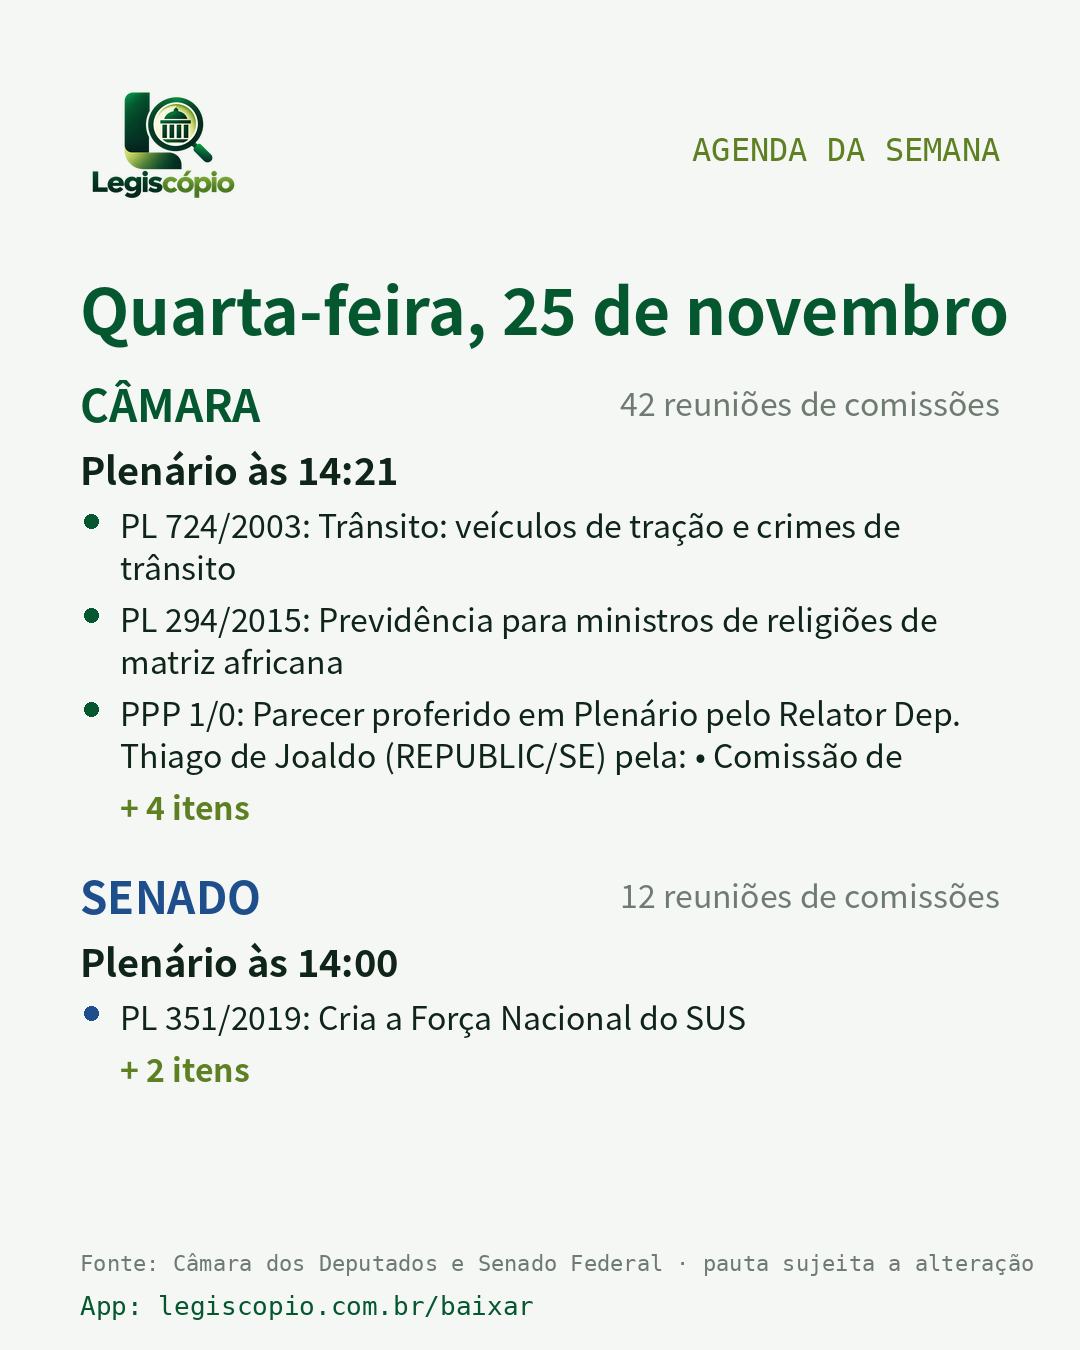 Legiscópio
AGENDA DA SEMANA
Quarta-feira, 25 de novembro
CÂMARA
42 reuniões de comissões
Plenário às 14:21
• PL 724/2003: Trânsito: veículos de tração e crimes de
trânsito
• PL 294/2015: Previdência para ministros de religiões de
matriz africana
• PPP 1/0: Parecer proferido em Plenário pelo Relator Dep.
Thiago de Joaldo (REPUBLIC/SE) pela: • Comissão de
+ 4 itens
SENADO
12 reuniões de comissões
Plenário às 14:00
• PL 351/2019: Cria a Força Nacional do SUS
+ 2 itens
Fonte: Câmara dos Deputados e Senado Federal · pauta sujeita a alteração
App: legiscopio.com.br/baixar